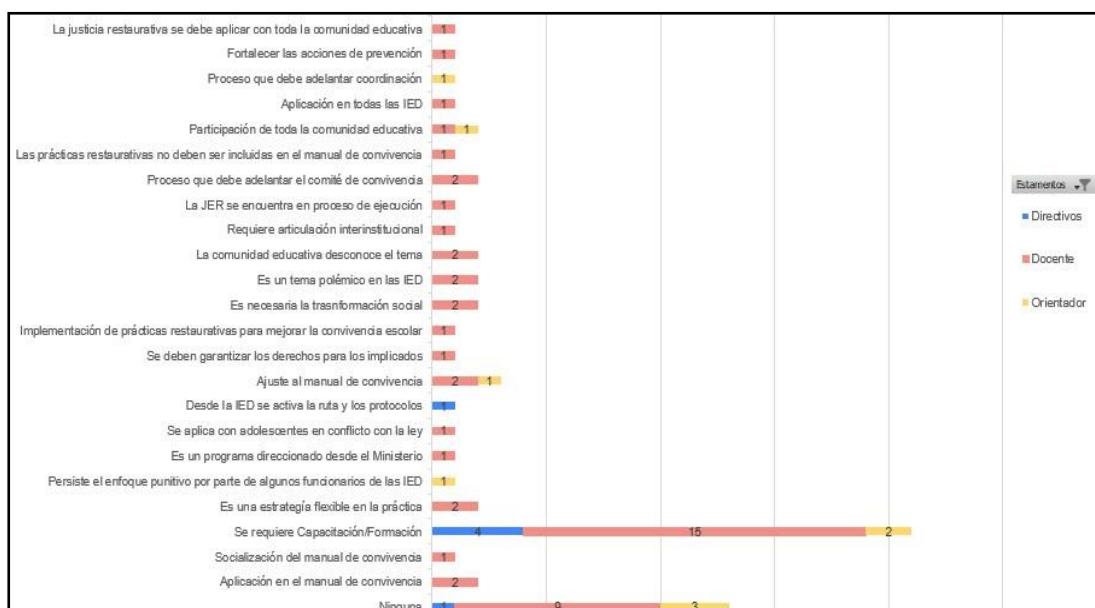 La justicia restaurativa se debe aplicar con toda la comunidad educativa 1
Fortalecer las acciones de prevención 1
Proceso que debe adelantar coordinación 1
Aplicación en todas las IED 1
Participación de toda la comunidad educativa 1 1
Las prácticas restaurativas no deben ser incluidas en el manual de convivencia 1
Proceso que debe adelantar el comité de convivencia 2
La JER se encuentra en proceso de ejecución 1
Requiere articulación interinstitucional 1
La comunidad educativa desconoce el tema 2
Es un tema polémico en las IED 2
Es necesaria la trasnformación social 2
Implementación de prácticas restaurativas para mejorar la convivencia escolar 1
Se deben garantizar los derechos para los implicados 1
Ajuste al manual de convivencia 2 1
Desde la IED se activa la ruta y los protocolos 1
Se aplica con adolescentes en conflicto con la ley 1
Es un programa direccionado desde el Ministerio 1
Persiste el enfoque punitivo por parte de algunos funcionarios de las IED 1
Es una estrategía flexible en la práctica 2
Se requiere Capacitación/Formación 4 15 2
Socialización del manual de convivencia 1
Aplicación en el manual de convivencia 2
Ninguna 1 9 3
Estamentos
Directivos
Docente
Orientador